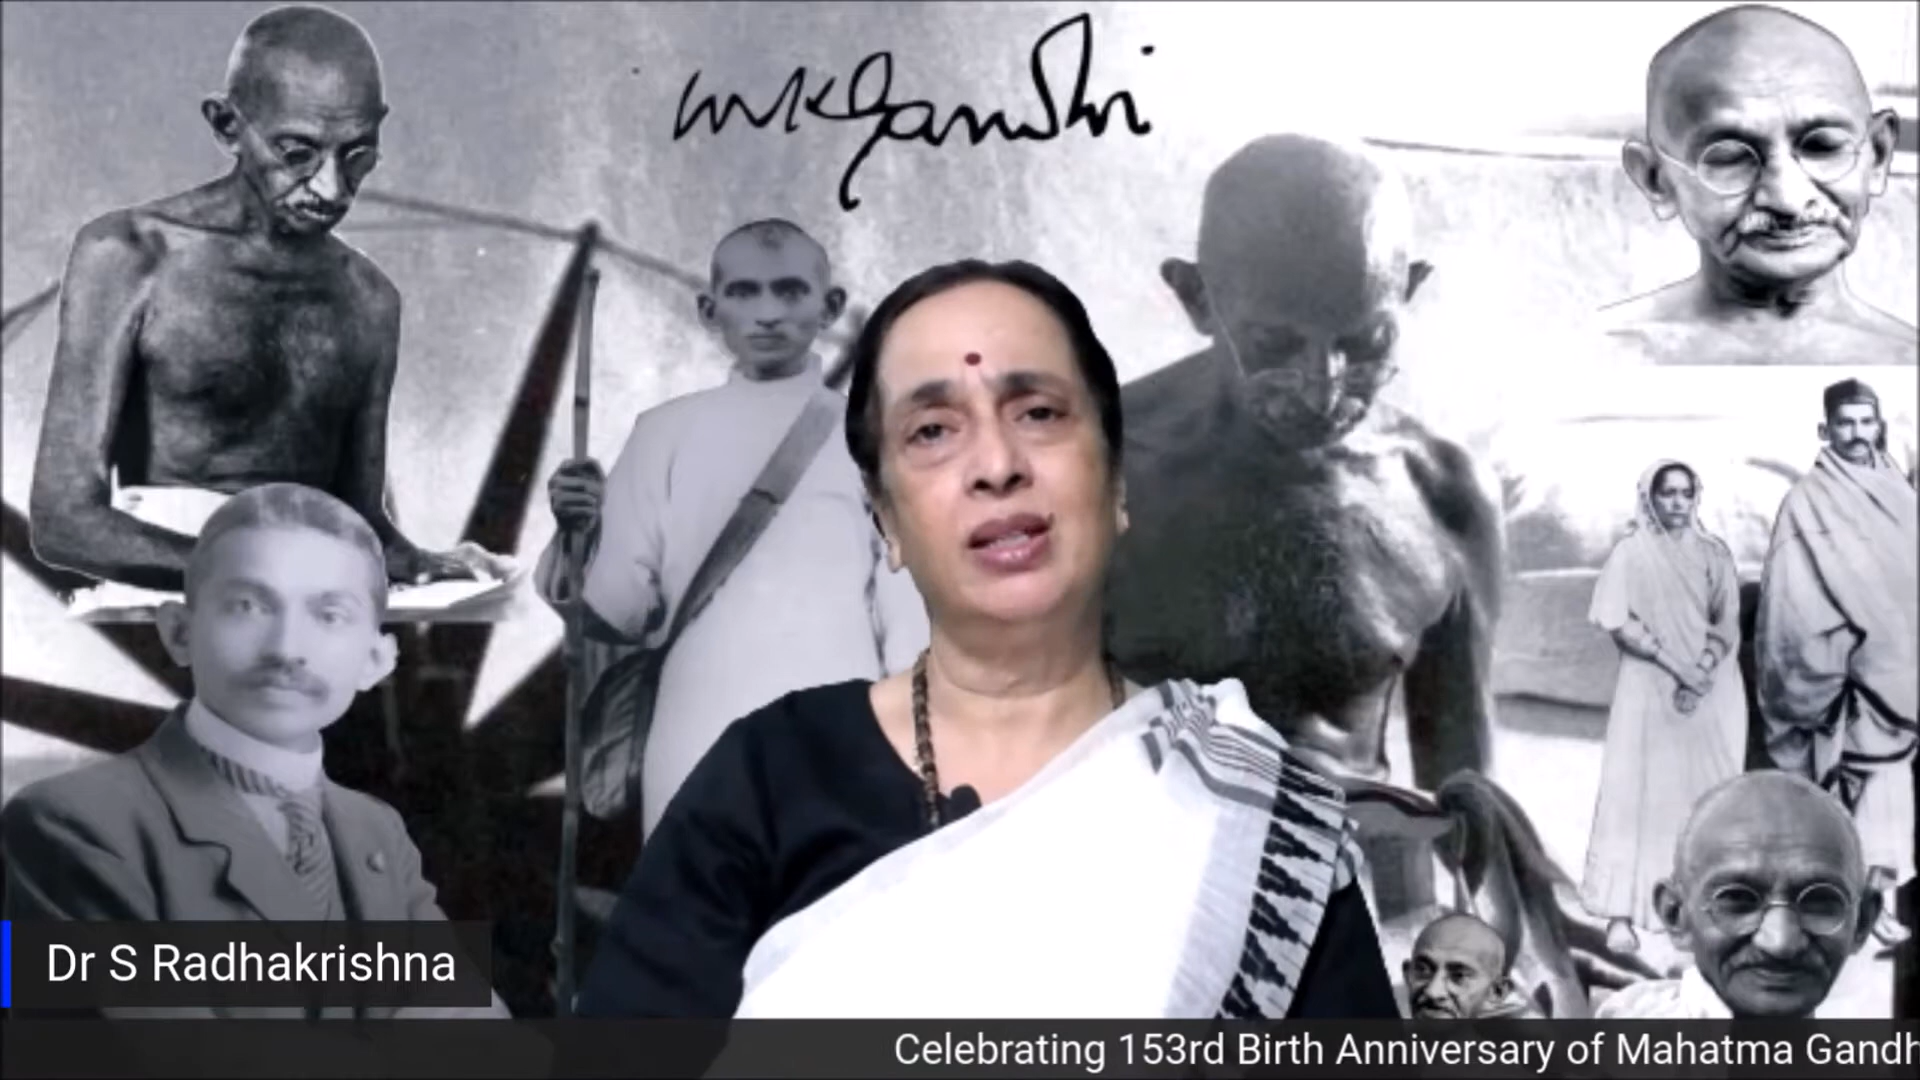 MKGandhi
Dr S Radhakrishna
Celebrating 153rd Birth Anniversary of Mahatma Gandh